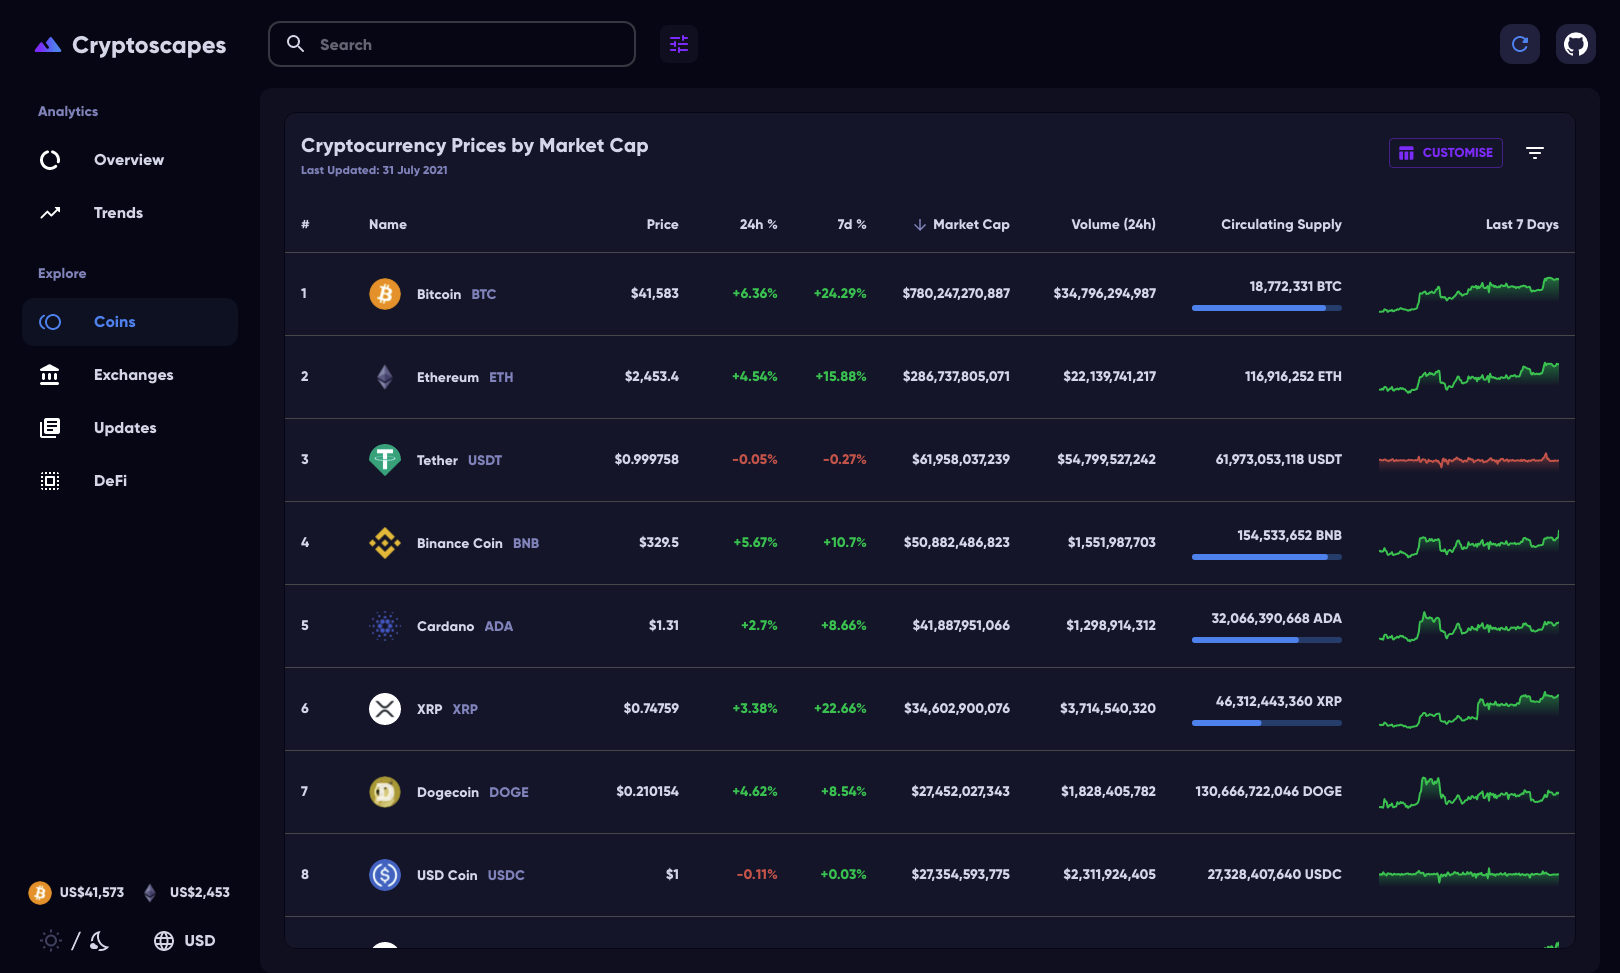 Cryptoscapes
Search
Analytics
Overview
Trends
Explore
Coins
Exchanges
Updates
DeFi
US$41,573 US$2,453
/ USD
Cryptocurrency Prices by Market Cap
Last Updated: 31 July 2021
CUSTOMISE
# Name Price 24h % 7d % Market Cap Volume (24h) Circulating Supply Last 7 Days
1 Bitcoin BTC $41,583 +6.36% +24.29% $780,247,270,887 $34,796,294,987 18,772,331 BTC
2 Ethereum ETH $2,453.4 +4.54% +15.88% $286,737,805,071 $22,139,741,217 116,916,252 ETH
3 Tether USDT $0.999758 -0.05% -0.27% $61,958,037,239 $54,799,527,242 61,973,053,118 USDT
4 Binance Coin BNB $329.5 +5.67% +10.7% $50,882,486,823 $1,551,987,703 154,533,652 BNB
5 Cardano ADA $1.31 +2.7% +8.66% $41,887,951,066 $1,298,914,312 32,066,390,668 ADA
6 XRP XRP $0.74759 +3.38% +22.66% $34,602,900,076 $3,714,540,320 46,312,443,360 XRP
7 Dogecoin DOGE $0.210154 +4.62% +8.54% $27,452,027,343 $1,828,405,782 130,666,722,046 DOGE
8 USD Coin USDC $1 -0.11% +0.03% $27,354,593,775 $2,311,924,405 27,328,407,640 USDC